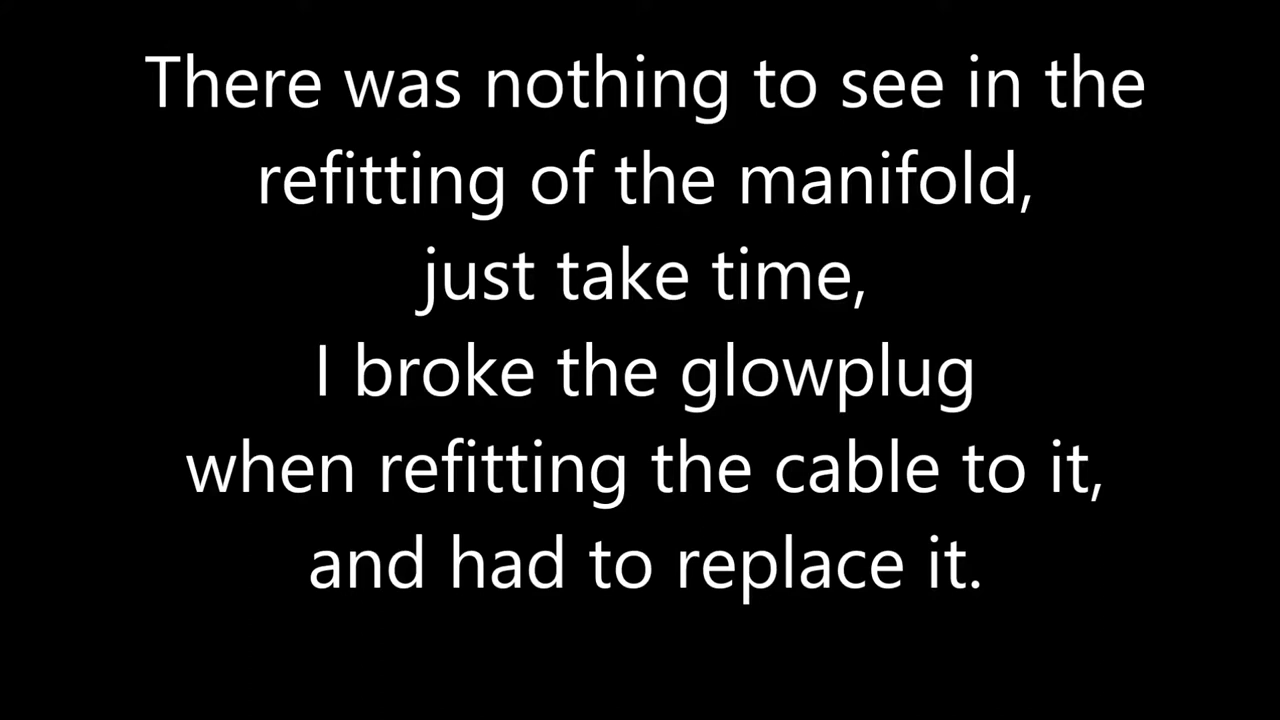 There was nothing to see in the
refitting of the manifold,
just take time,
I broke the glowplug
when refitting the cable to it,
and had to replace it.